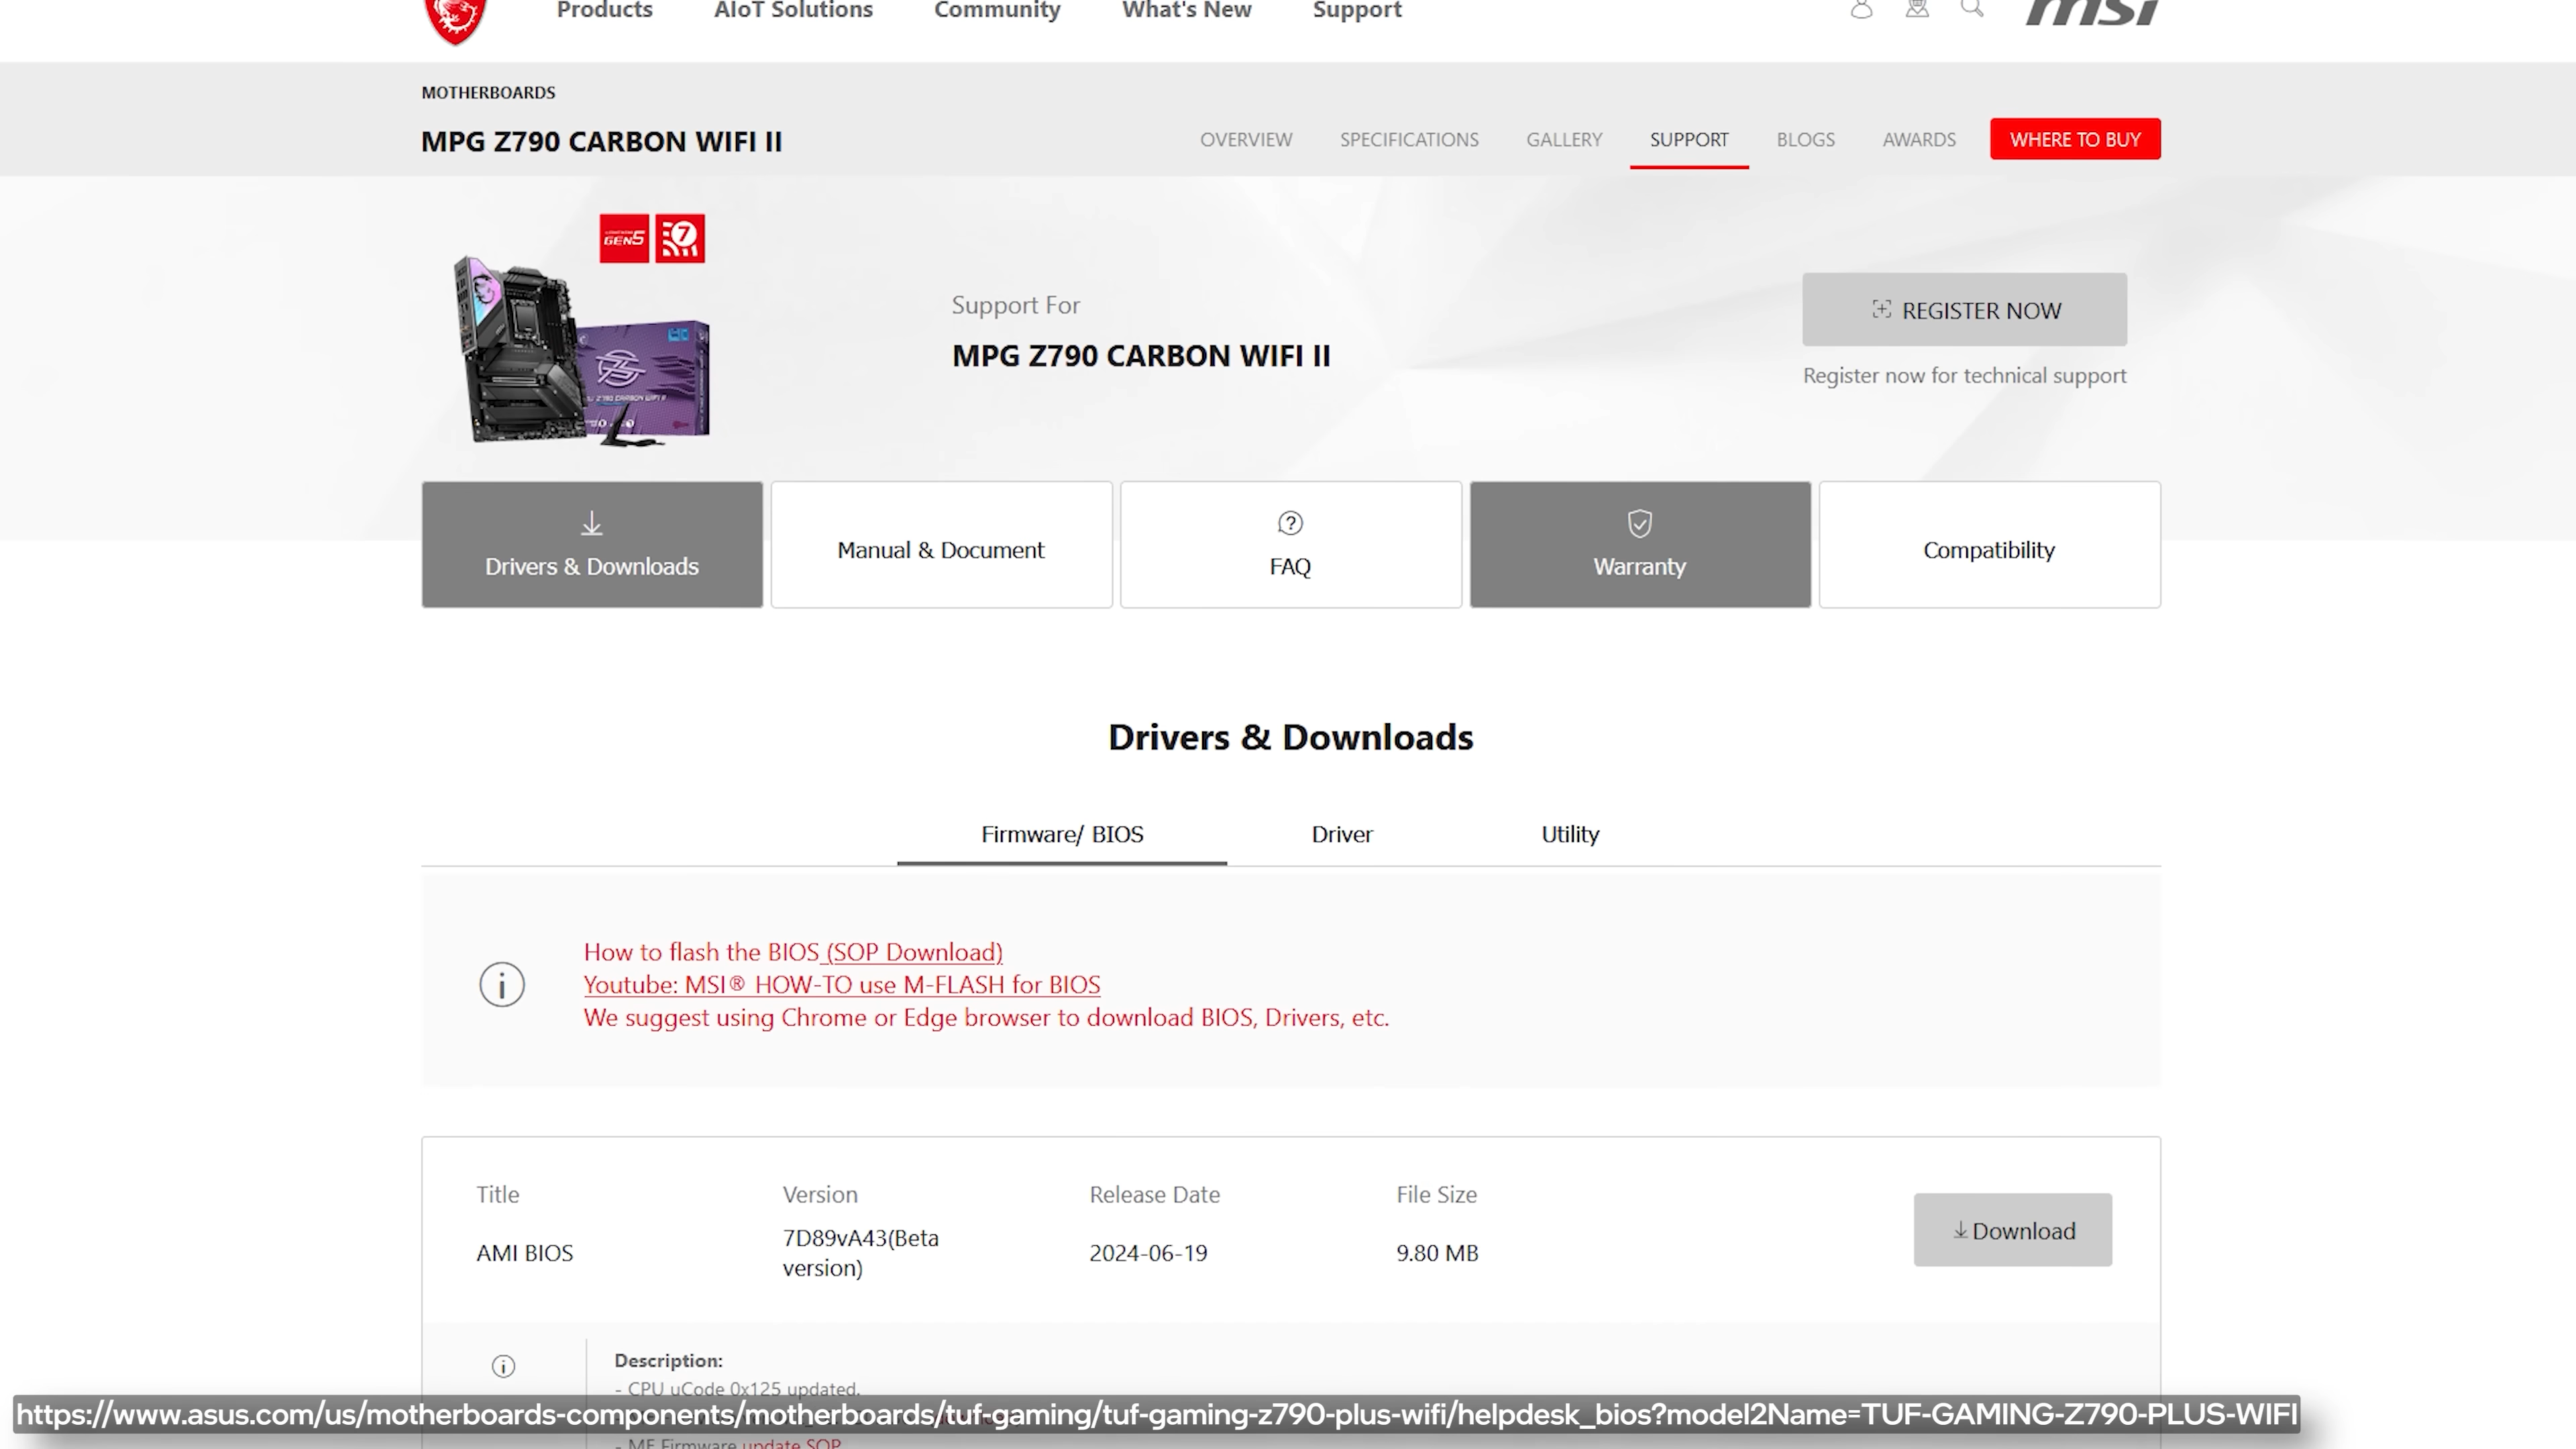 Products AIoT Solutions Community What's New Support msi
MOTHERBOARDS
MPG Z790 CARBON WIFI II
OVERVIEW SPECIFICATIONS GALLERY SUPPORT BLOGS AWARDS WHERE TO BUY
GEN5 7
Support For
MPG Z790 CARBON WIFI II
REGISTER NOW
Register now for technical support
Drivers & Downloads
Manual & Document
FAQ
Warranty
Compatibility
Drivers & Downloads
Firmware/ BIOS Driver Utility
How to flash the BIOS (SOP Download)
Youtube: MSI® HOW-TO use M-FLASH for BIOS
We suggest using Chrome or Edge browser to download BIOS, Drivers, etc.
Title Version Release Date File Size
AMI BIOS 7D89vA43(Beta version) 2024-06-19 9.80 MB
Download
Description:
- CPU uCode 0x125 updated.
https://www.asus.com/us/motherboards-components/motherboards/tuf-gaming/tuf-gaming-z790-plus-wifi/helpdesk_bios?model2Name=TUF-GAMING-Z790-PLUS-WIFI
- ME Firmware update SOP